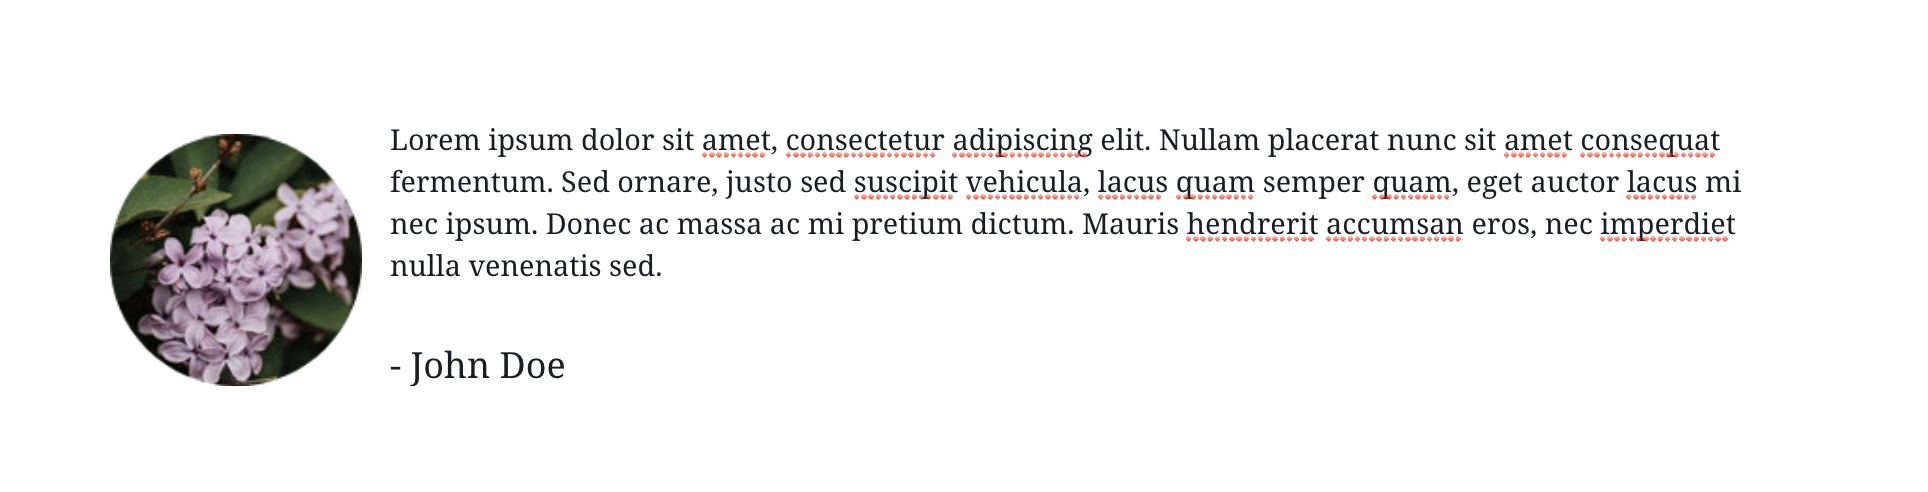 Lorem ipsum dolor sit amet, consectetur adipiscing elit. Nullam placerat nunc sit amet consequat
fermentum. Sed ornare, justo sed suscipit vehicula, lacus quam semper quam, eget auctor lacus mi
nec ipsum. Donec ac massa ac mi pretium dictum. Mauris hendrerit accumsan eros, nec imperdiet
nulla venenatis sed.
- John Doe